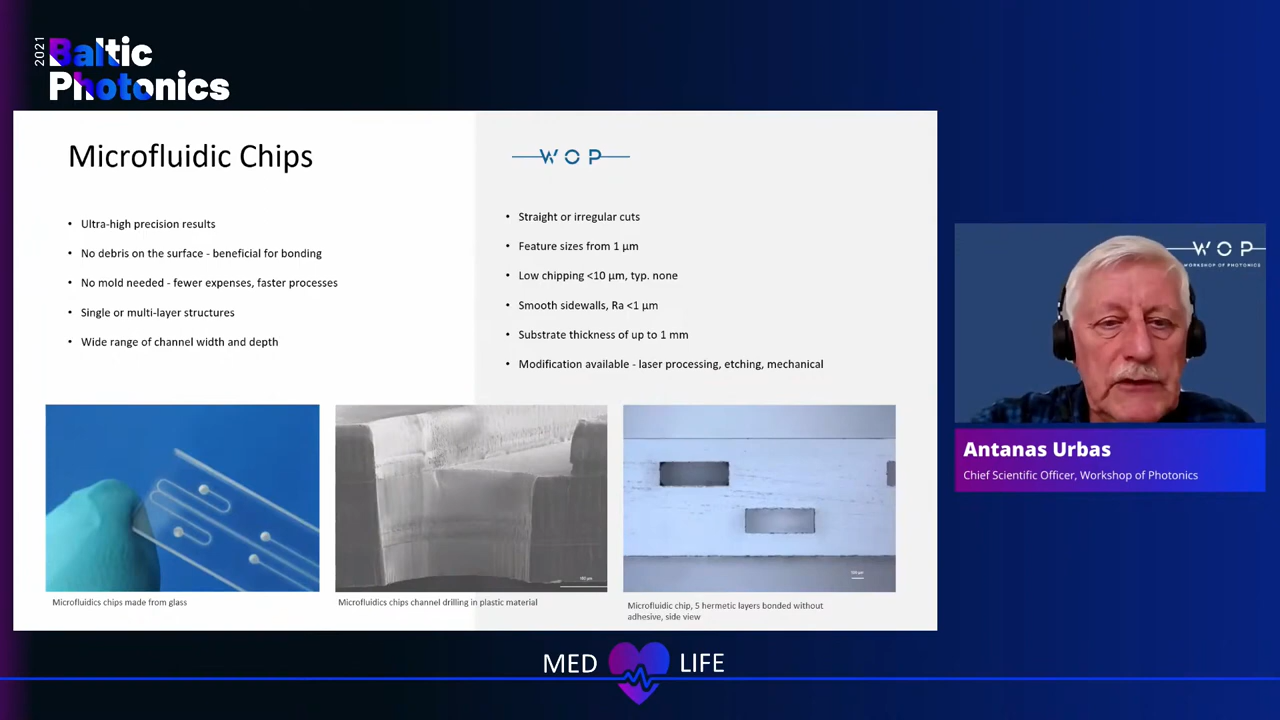 2021
Baltic
Photonics
Microfluidic Chips
• Ultra-high precision results
• No debris on the surface - beneficial for bonding
• No mold needed - fewer expenses, faster processes
• Single or multi-layer structures
• Wide range of channel width and depth
WOP
• Straight or irregular cuts
• Feature sizes from 1 µm
• Low chipping <10 µm, typ. none
• Smooth sidewalls, Ra <1 µm
• Substrate thickness of up to 1 mm
• Modification available - laser processing, etching, mechanical
Microfluidics chips made from glass
Microfluidics chips channel drilling in plastic material
Microfluidic chip, 5 hermetic layers bonded without
adhesive, side view
WOP
WORKSHOP OF PHOTONICS
Antanas Urbas
Chief Scientific Officer, Workshop of Photonics
MED LIFE